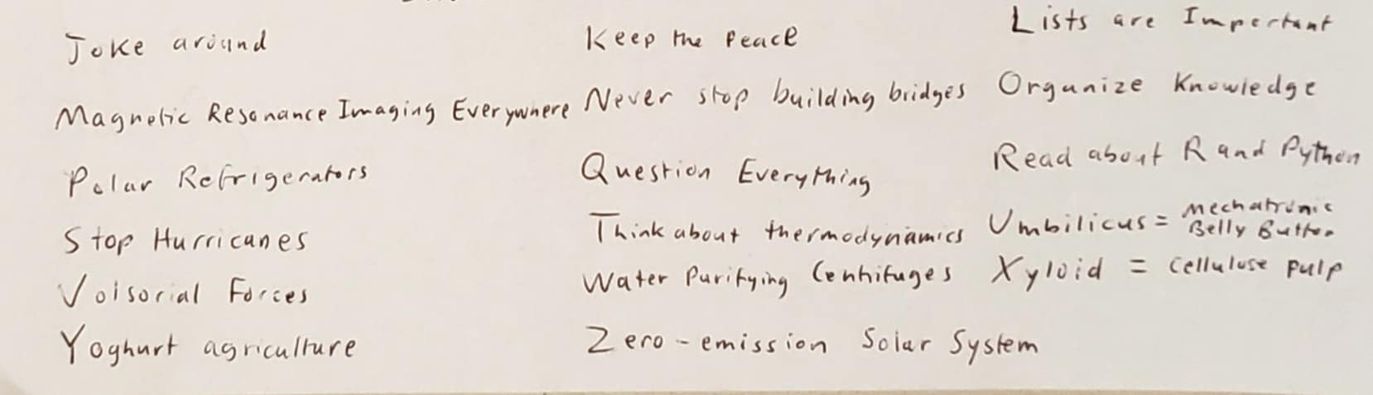 Joke around Keep the Peace Lists are Important
Magnetic Resonance Imaging Everywhere Never stop building bridges Organize Knowledge
Polar Refrigerators Question Everything Read about R and Python
Stop Hurricanes Think about thermodynamics Umbilicus = Mechatronic Belly Button
Voisorial Forces Water Purifying Centrifuges Xyloid = Cellulose pulp
Yoghurt agriculture Zero-emission Solar System